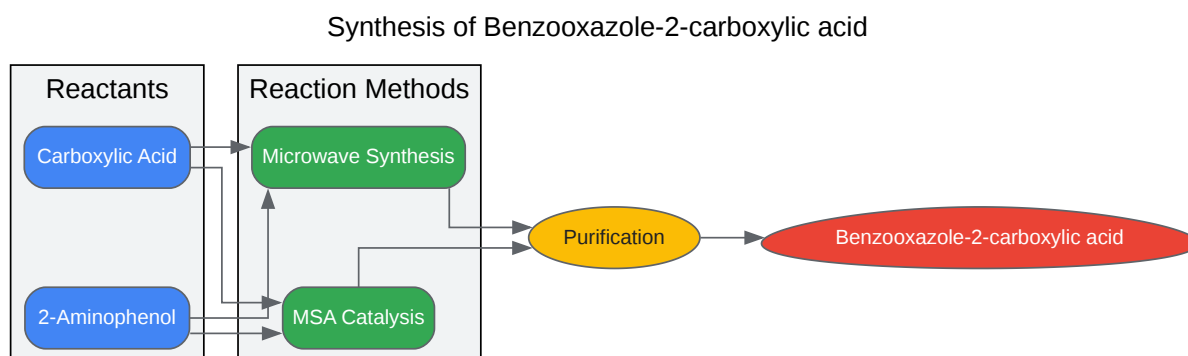 Synthesis of Benzooxazole-2-carboxylic acid
Reactants
Reaction Methods
Carboxylic Acid
Microwave Synthesis
Purification
Benzooxazole-2-carboxylic acid
2-Aminophenol
MSA Catalysis